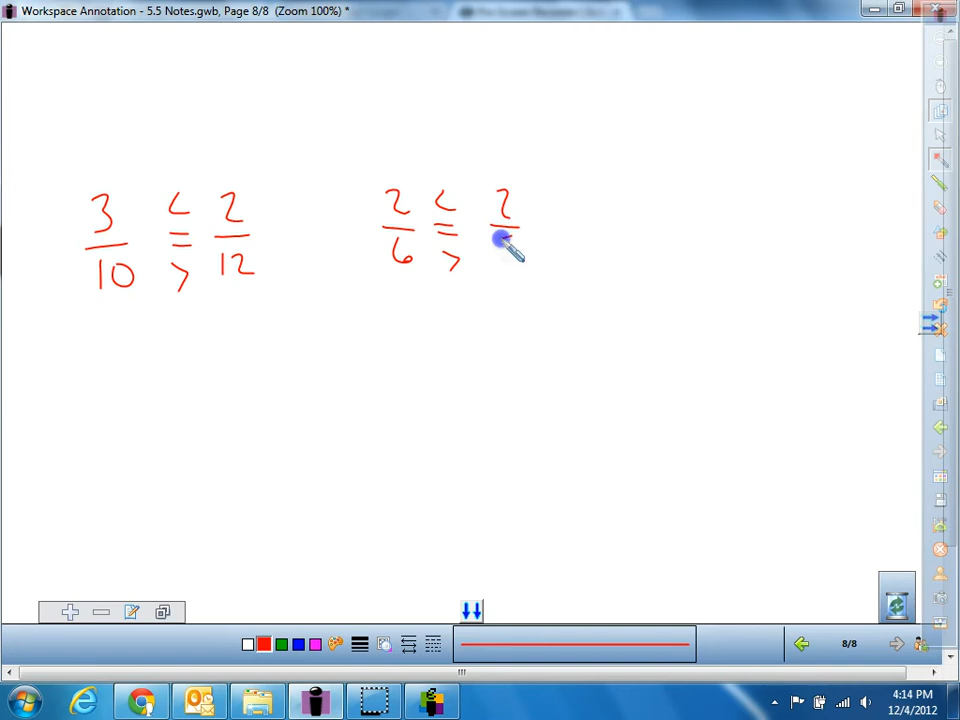 Workspace Annotation - 5.5 Notes.gwb, Page 8/8 (Zoom 100%) *
3 < 2 2 < 2
= =
10 > 12 6 >
8/8
4:14 PM
12/4/2012